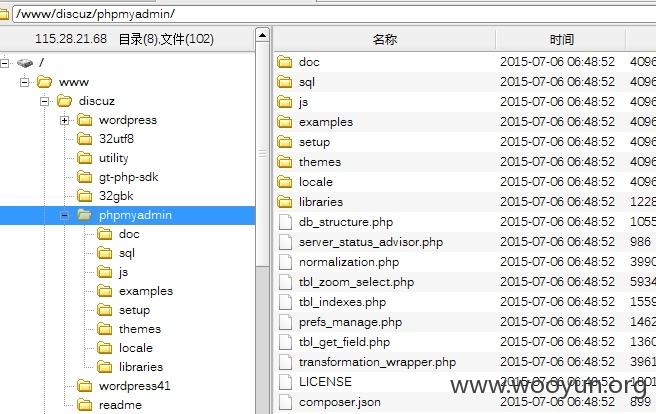 /www/discuz/phpmyadmin/
115.28.21.68 目录(8),文件(102)
/
www
discuz
wordpress
32utf8
utility
gt-php-sdk
32gbk
phpmyadmin
doc
sql
js
examples
setup
themes
locale
libraries
wordpress41
readme
名称 时间
doc 2015-07-06 06:48:52 4096
sql 2015-07-06 06:48:52 4096
js 2015-07-06 06:48:52 4096
examples 2015-07-06 06:48:52 4096
setup 2015-07-06 06:48:52 4096
themes 2015-07-06 06:48:52 4096
locale 2015-07-06 06:48:52 4096
libraries 2015-07-06 06:48:52 1228
db_structure.php 2015-07-06 06:48:52 1055
server_status_advisor.php 2015-07-06 06:48:52 986
normalization.php 2015-07-06 06:48:52 3990
tbl_zoom_select.php 2015-07-06 06:48:52 5934
tbl_indexes.php 2015-07-06 06:48:52 1559
prefs_manage.php 2015-07-06 06:48:52 1462
tbl_get_field.php 2015-07-06 06:48:52 1360
transformation_wrapper.php 2015-07-06 06:48:52 3961
LICENSE 2015-07-06 06:48:52
composer.json 2015-07-06 06:48:52 899
www.wooyun.org